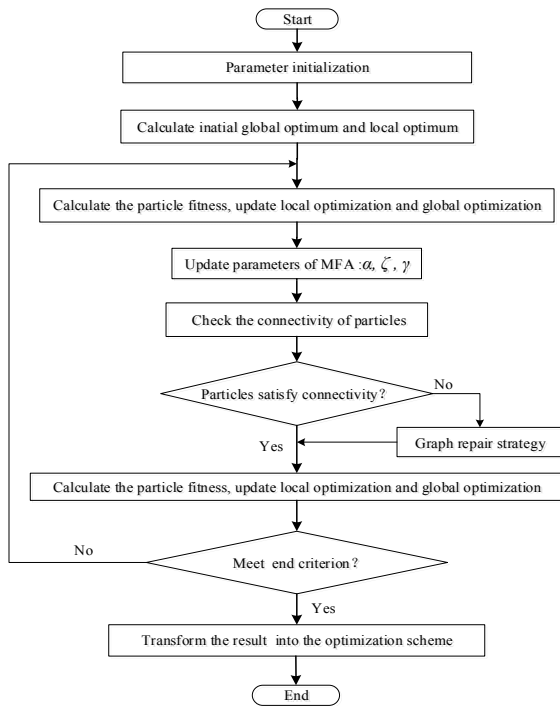 Start
Parameter initialization
Calculate inatial global optimum and local optimum
Calculate the particle fitness, update local optimization and global optimization
Update parameters of MFA :α, ζ , γ
Check the connectivity of particles
Particles satisfy connectivity?
No
Graph repair strategy
Yes
Calculate the particle fitness, update local optimization and global optimization
No
Meet end criterion?
Yes
Transform the result into the optimization scheme
End